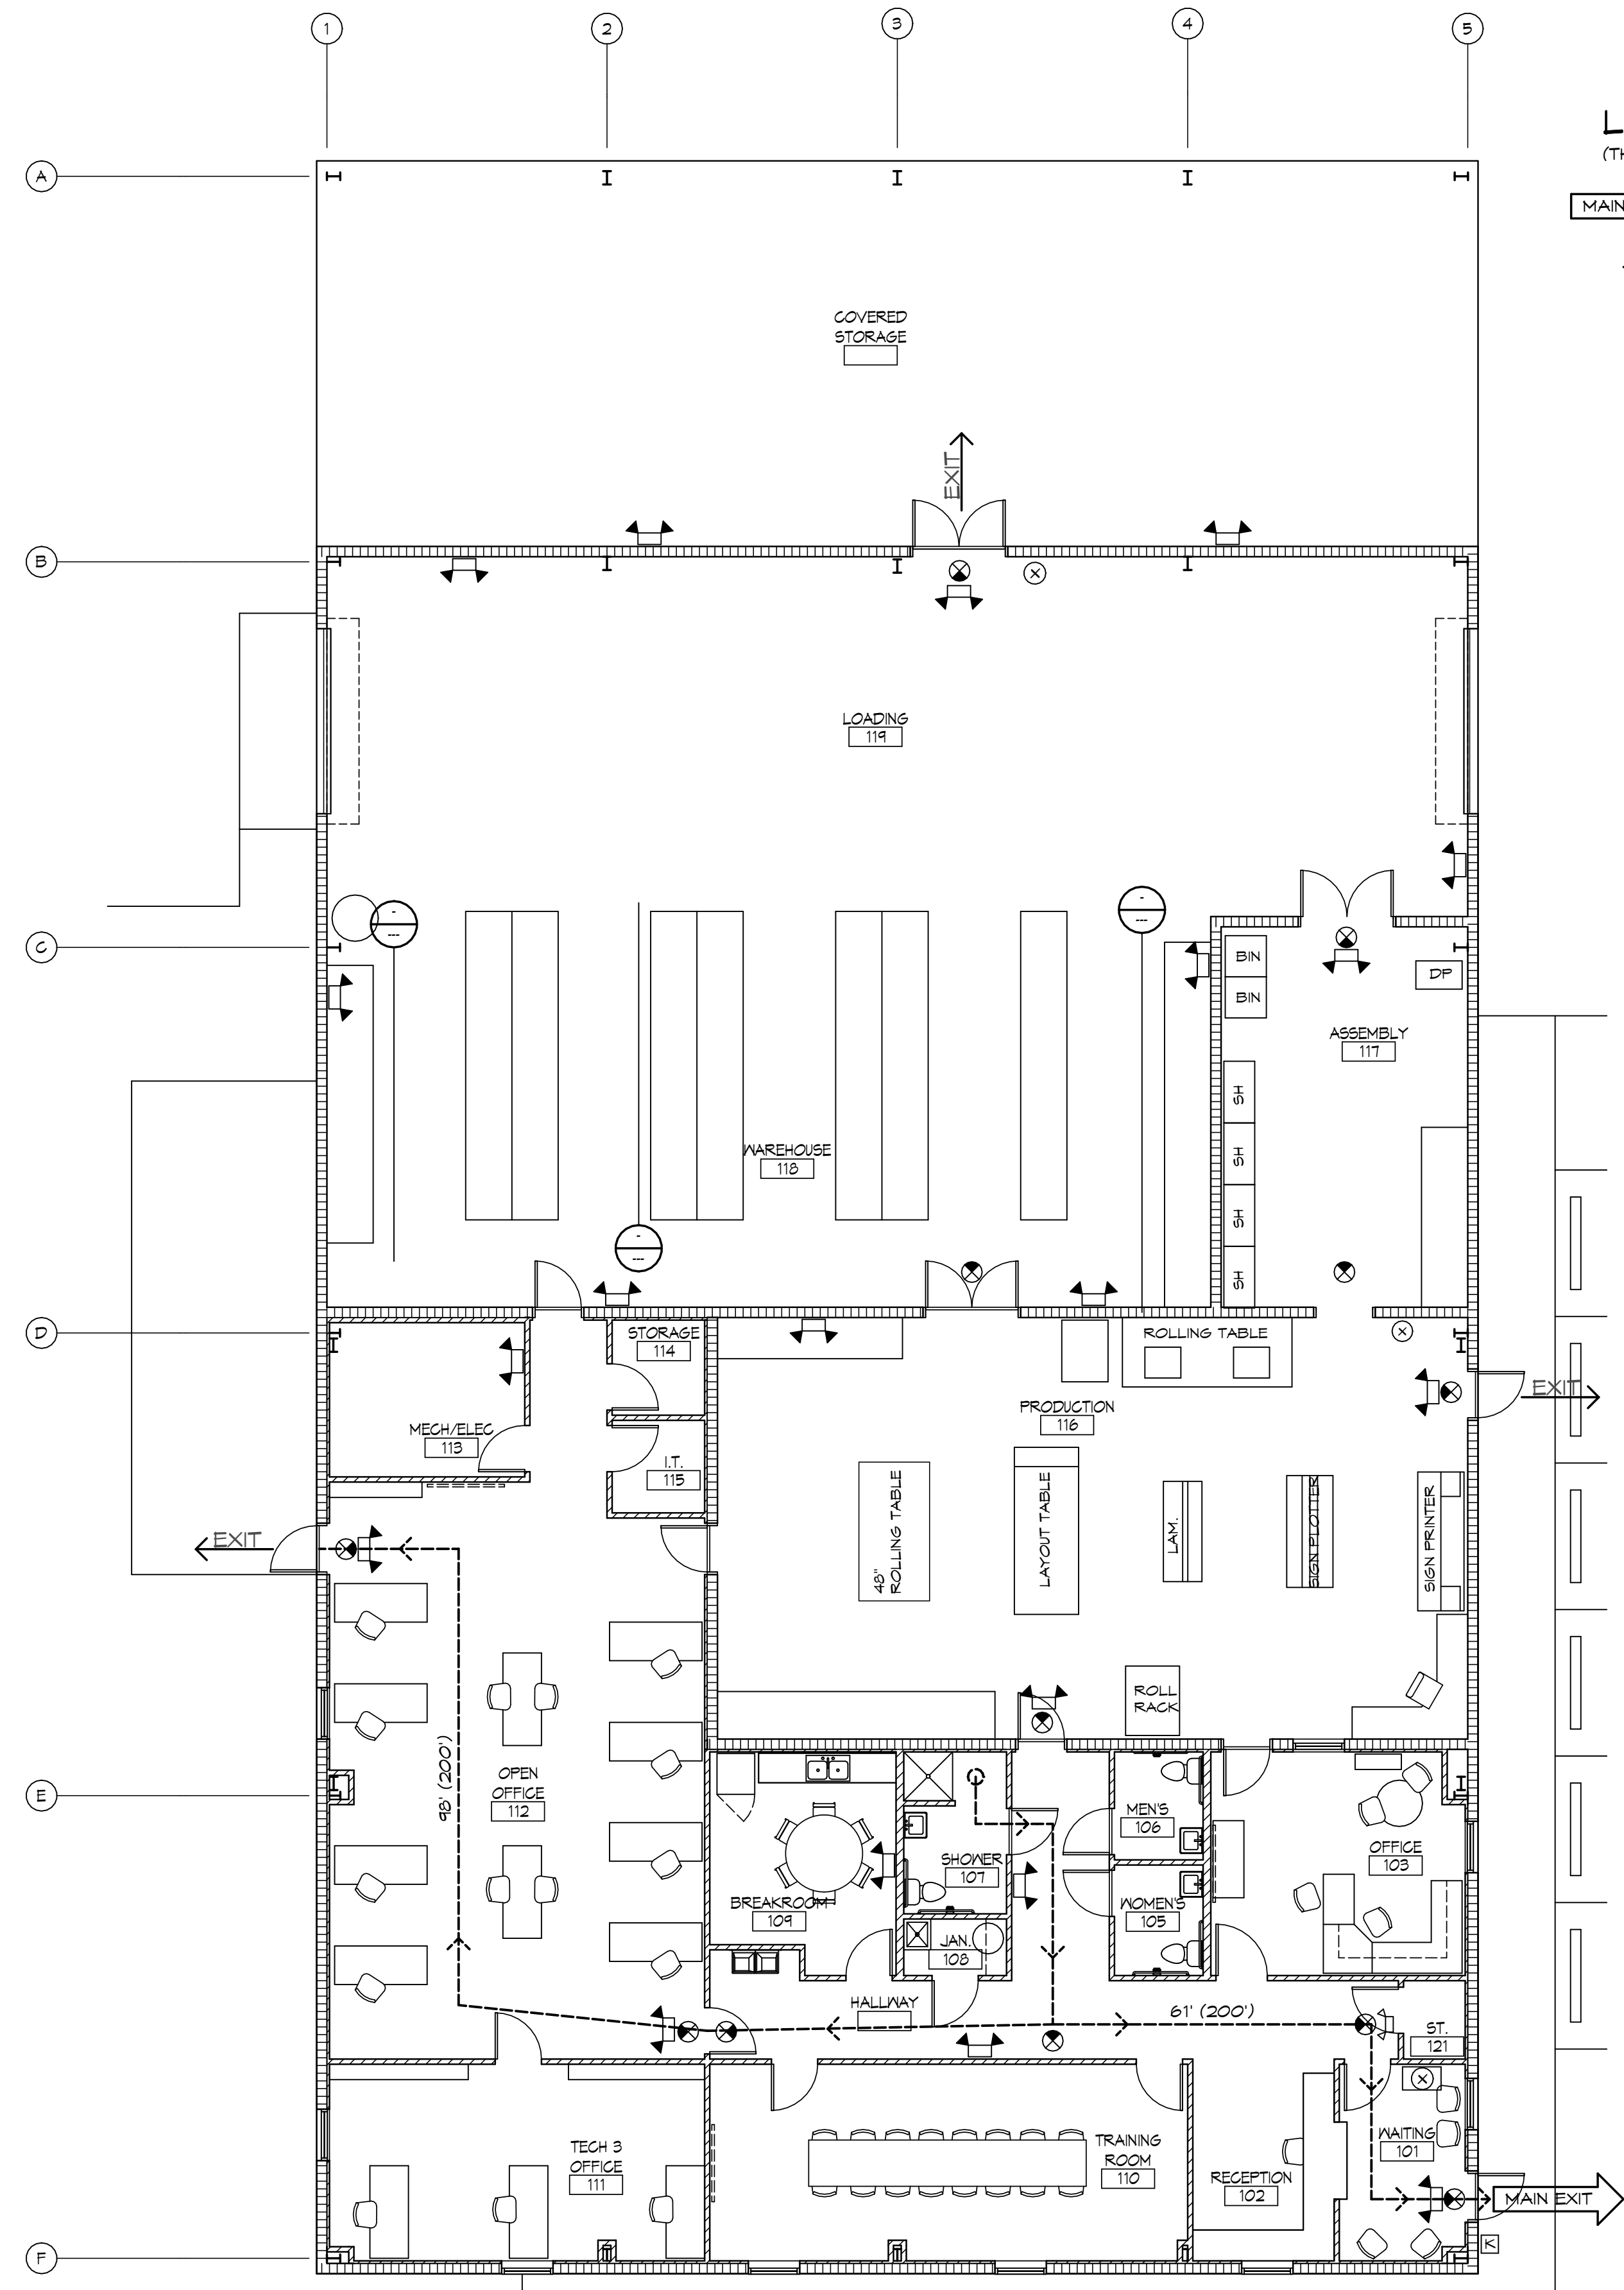 1
2
3
4
5
A
L
(TH
MAIN
COVERED
STORAGE
EXIT
B
LOADING
119
-
---
-
---
C
BIN
BIN
DP
ASSEMBLY
117
SH
SH
SH
SH
WAREHOUSE
118
-
---
D
STORAGE
114
ROLLING TABLE
EXIT
PRODUCTION
116
MECH/ELEC
113
I.T.
115
48"
ROLLING TABLE
LAYOUT TABLE
LAM.
SIGN PLOTTER
SIGN PRINTER
EXIT
ROLL
RACK
98' (200')
OPEN
OFFICE
112
E
MEN'S
106
OFFICE
103
SHOWER
107
BREAKROOM
109
WOMEN'S
105
JAN.
108
HALLWAY
61' (200')
ST.
121
TECH 3
OFFICE
111
TRAINING
ROOM
110
WAITING
101
RECEPTION
102
MAIN EXIT
K
F